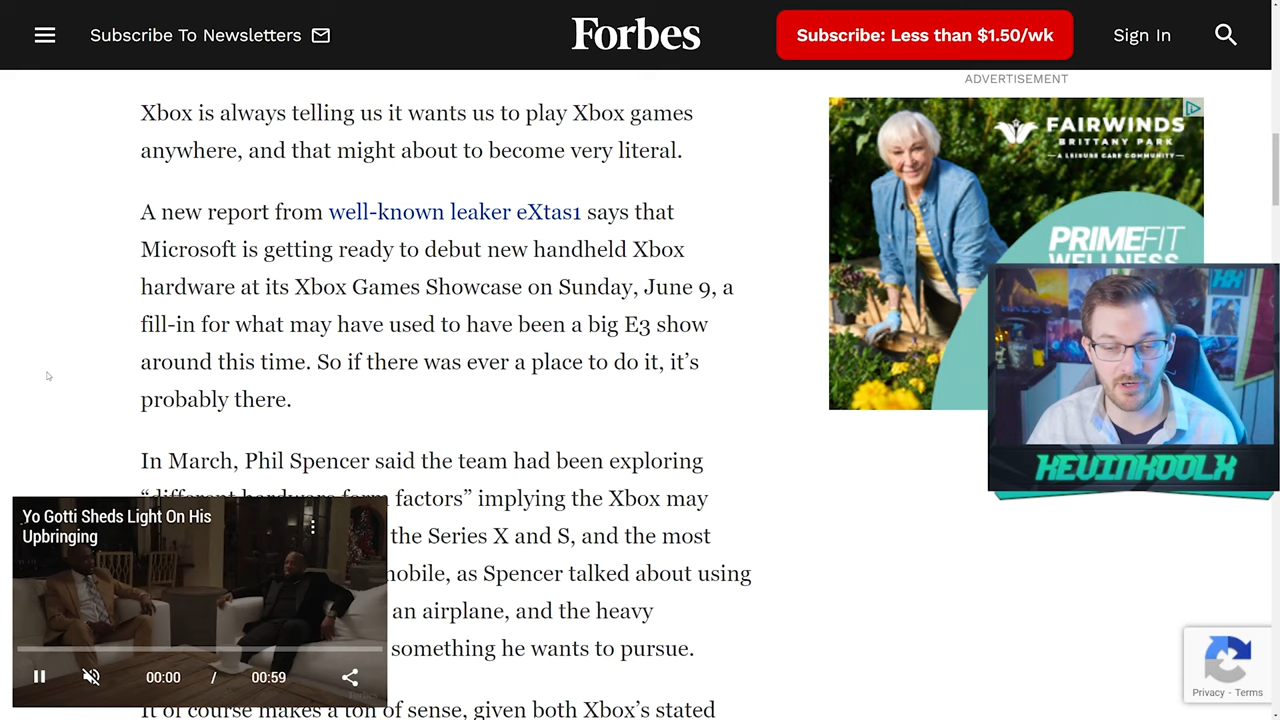 Subscribe To Newsletters
Forbes
Subscribe: Less than $1.50/wk
Sign In
ADVERTISEMENT
Xbox is always telling us it wants us to play Xbox games
anywhere, and that might about to become very literal.
A new report from well-known leaker eXtas1 says that
Microsoft is getting ready to debut new handheld Xbox
hardware at its Xbox Games Showcase on Sunday, June 9, a
fill-in for what may have used to have been a big E3 show
around this time. So if there was ever a place to do it, it's
probably there.
In March, Phil Spencer said the team had been exploring
“different hardware form factors” implying the Xbox may
the Series X and S, and the most
mobile, as Spencer talked about using
an airplane, and the heavy
something he wants to pursue.
It of course makes a ton of sense, given both Xbox's stated
FAIRWINDS
BRITTANY PARK
A LEISURE CARE COMMUNITY
PRIMEFIT
WELLNESS
KEVINKOOLX
Yo Gotti Sheds Light On His
Upbringing
00:00 / 00:59
Forbes
Privacy - Terms